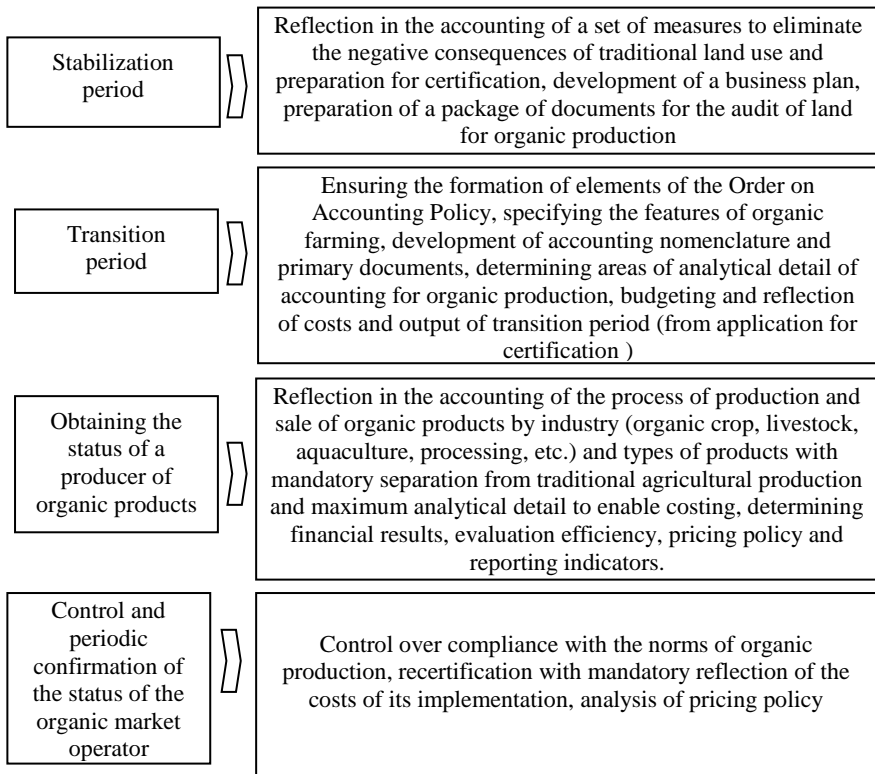 Stabilization
period
Reflection in the accounting of a set of measures to eliminate
the negative consequences of traditional land use and
preparation for certification, development of a business plan,
preparation of a package of documents for the audit of land
for organic production
Transition
period
Ensuring the formation of elements of the Order on
Accounting Policy, specifying the features of organic
farming, development of accounting nomenclature and
primary documents, determining areas of analytical detail of
accounting for organic production, budgeting and reflection
of costs and output of transition period (from application for
certification )
Obtaining the
status of a
producer of
organic products
Reflection in the accounting of the process of production and
sale of organic products by industry (organic crop, livestock,
aquaculture, processing, etc.) and types of products with
mandatory separation from traditional agricultural production
and maximum analytical detail to enable costing, determining
financial results, evaluation efficiency, pricing policy and
reporting indicators.
Control and
periodic
confirmation of
the status of the
organic market
operator
Control over compliance with the norms of organic
production, recertification with mandatory reflection of the
costs of its implementation, analysis of pricing policy